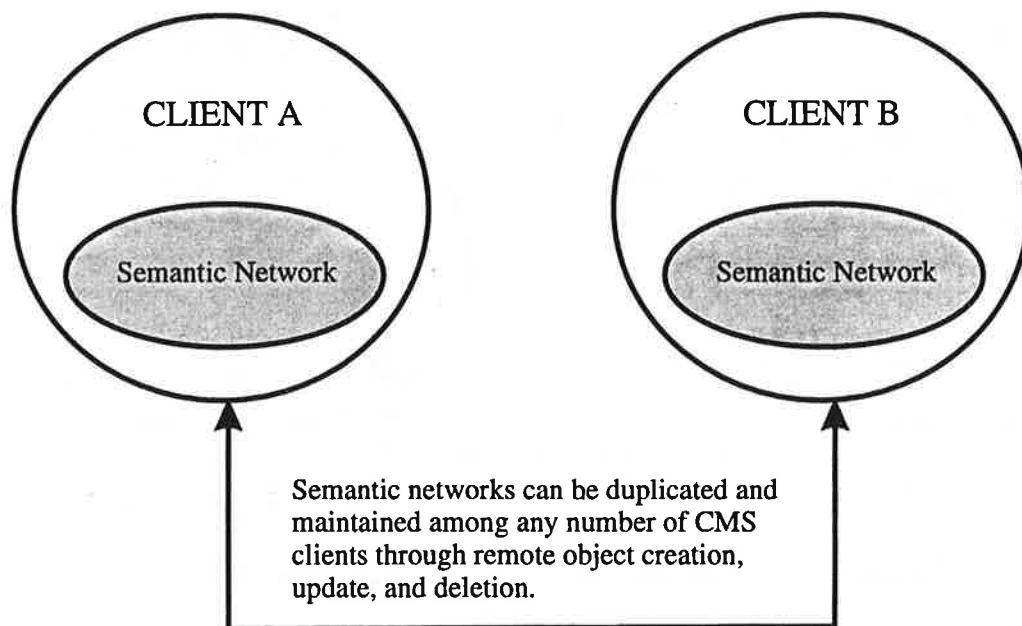 CLIENT A
CLIENT B
Semantic Network
Semantic Network
Semantic networks can be duplicated and
maintained among any number of CMS
clients through remote object creation,
update, and deletion.